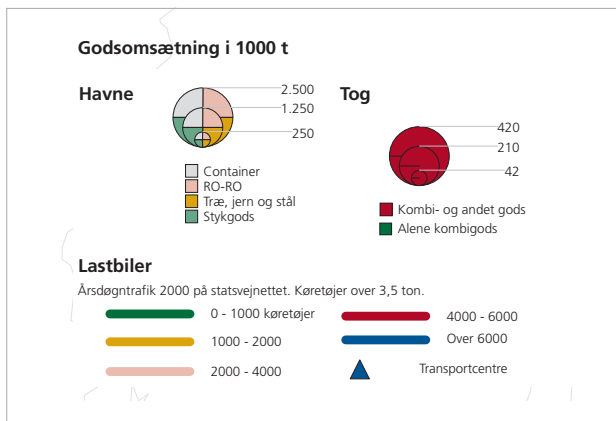 Godsomsætning i 1000 t
Havne
2.500
1.250
250
Container
RO-RO
Træ, jern og stål
Stykgods
Tog
420
210
42
Kombi- og andet gods
Alene kombigods
Lastbiler
Årsdøgntrafik 2000 på statsvejnettet. Køretøjer over 3,5 ton.
0 - 1000 køretøjer
1000 - 2000
2000 - 4000
4000 - 6000
Over 6000
Transportcentre